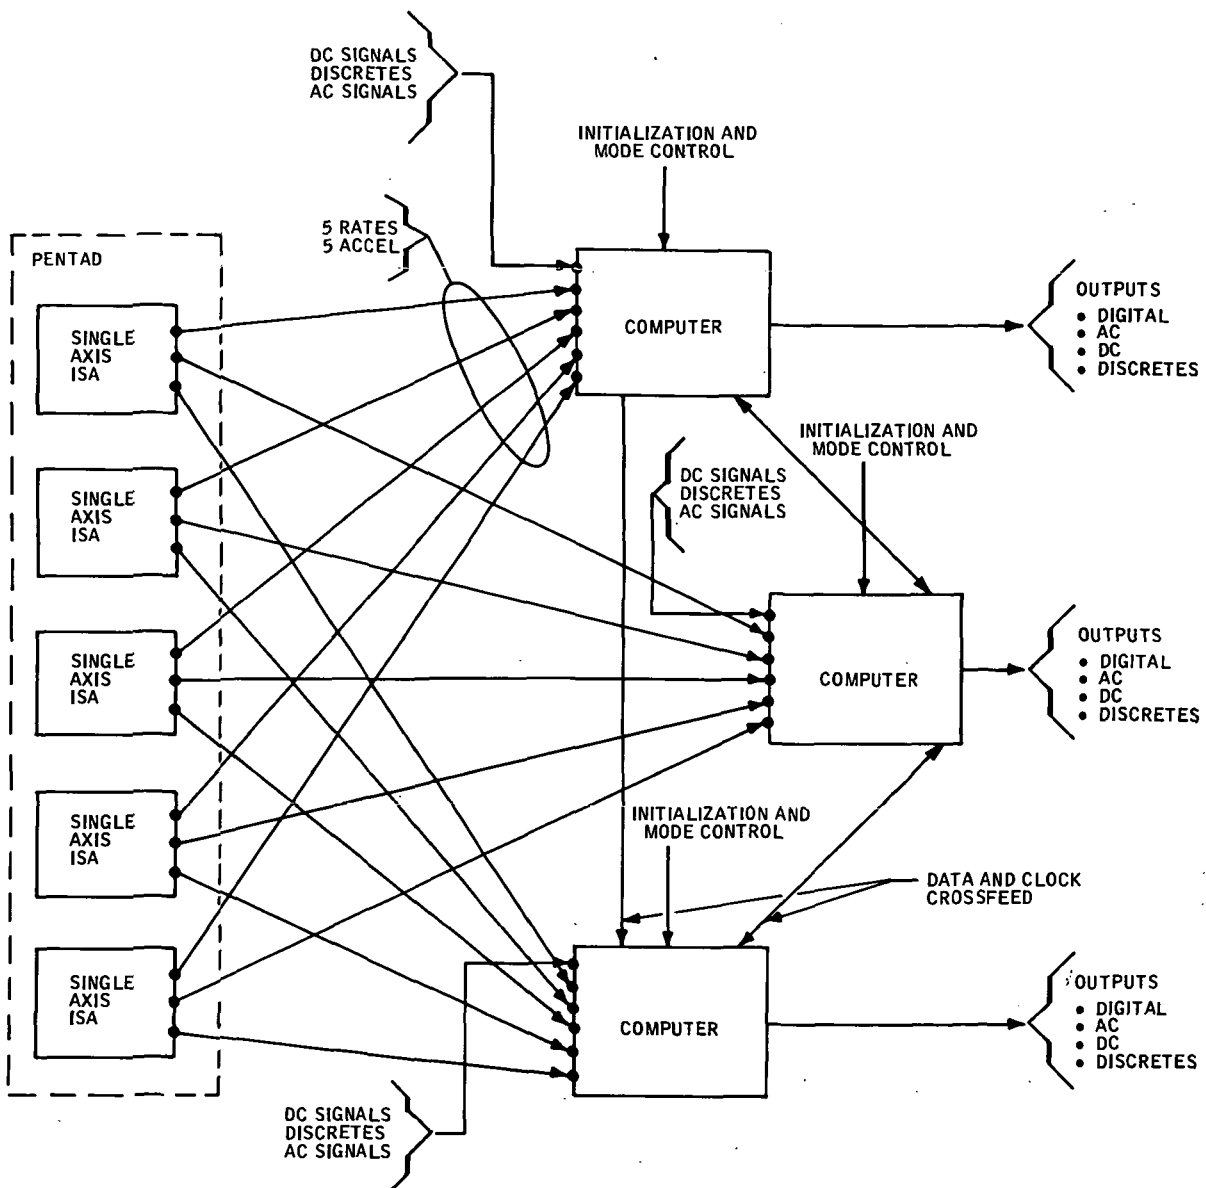 DC SIGNALS
DISCRETES
AC SIGNALS
INITIALIZATION AND
MODE CONTROL
5 RATES
5 ACCEL
PENTAD
SINGLE
AXIS
ISA
COMPUTER
OUTPUTS
• DIGITAL
• AC
• DC
• DISCRETES
INITIALIZATION AND
MODE CONTROL
DC SIGNALS
DISCRETES
AC SIGNALS
SINGLE
AXIS
ISA
SINGLE
AXIS
ISA
COMPUTER
OUTPUTS
• DIGITAL
• AC
• DC
• DISCRETES
SINGLE
AXIS
ISA
INITIALIZATION AND
MODE CONTROL
DATA AND CLOCK
CROSSFEED
SINGLE
AXIS
ISA
COMPUTER
OUTPUTS
• DIGITAL
• AC
• DC
• DISCRETES
DC SIGNALS
DISCRETES
AC SIGNALS